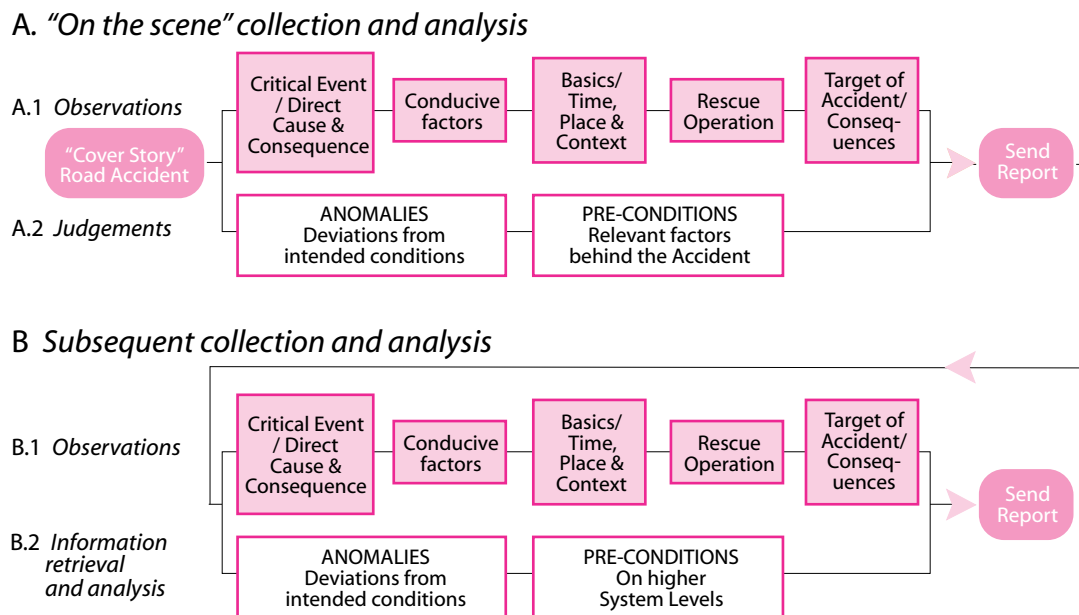 A. “On the scene” collection and analysis
A.1 Observations
Critical Event
/ Direct
Cause &
Consequence
Conducive
factors
Basics/
Time,
Place &
Context
Rescue
Operation
Target of
Accident/
Conseq-
uences
“Cover Story”
Road Accident
Send
Report
A.2 Judgements
ANOMALIES
Deviations from
intended conditions
PRE-CONDITIONS
Relevant factors
behind the Accident
B Subsequent collection and analysis
B.1 Observations
Critical Event
/ Direct
Cause &
Consequence
Conducive
factors
Basics/
Time,
Place &
Context
Rescue
Operation
Target of
Accident/
Conseq-
uences
Send
Report
B.2 Information
retrieval
and analysis
ANOMALIES
Deviations from
intended conditions
PRE-CONDITIONS
On higher
System Levels